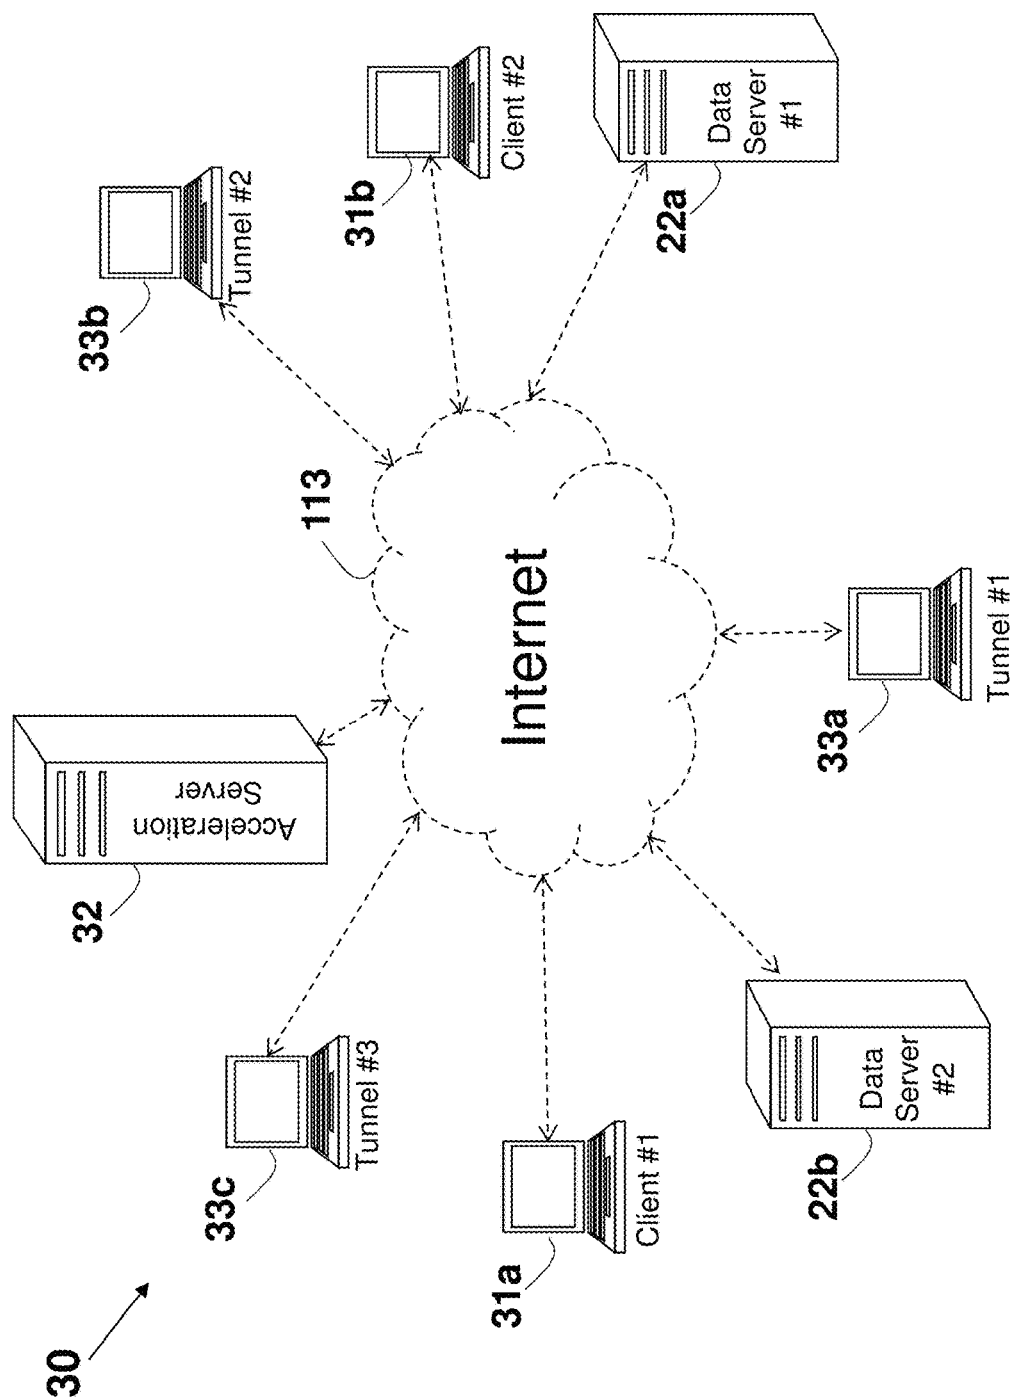 30
33c
Tunnel #3
32
Acceleration
Server
33b
Tunnel #2
31b
Client #2
113
Internet
31a
Client #1
22a
Data
Server
#1
22b
Data
Server
#2
33a
Tunnel #1